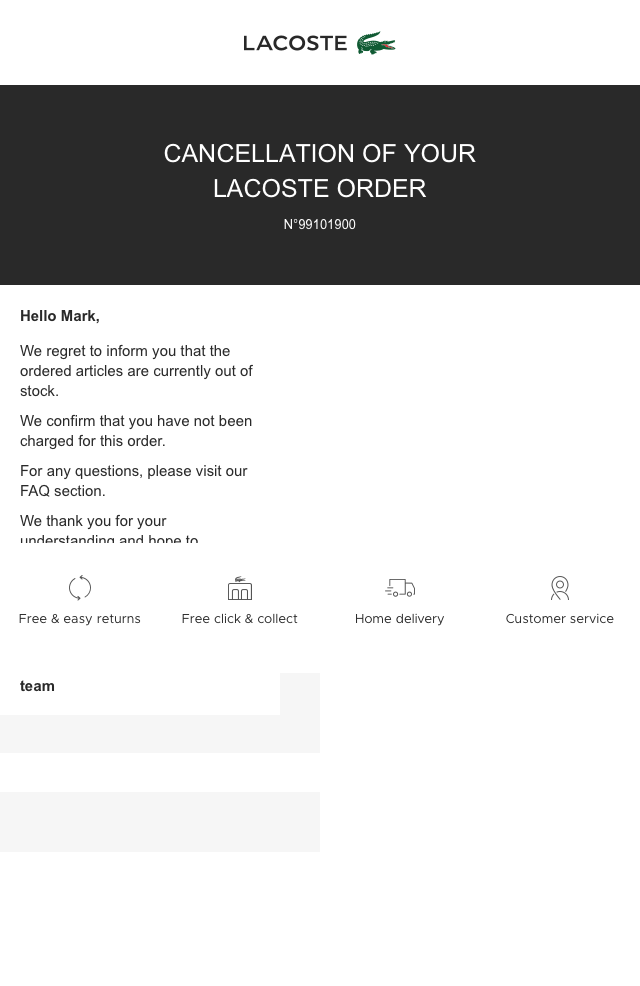 LACOSTE
CANCELLATION OF YOUR
LACOSTE ORDER
N°99101900
Hello Mark,
We regret to inform you that the
ordered articles are currently out of
stock.
We confirm that you have not been
charged for this order.
For any questions, please visit our
FAQ section.
We thank you for your
understanding and hope to
Free & easy returns
Free click & collect
Home delivery
Customer service
team